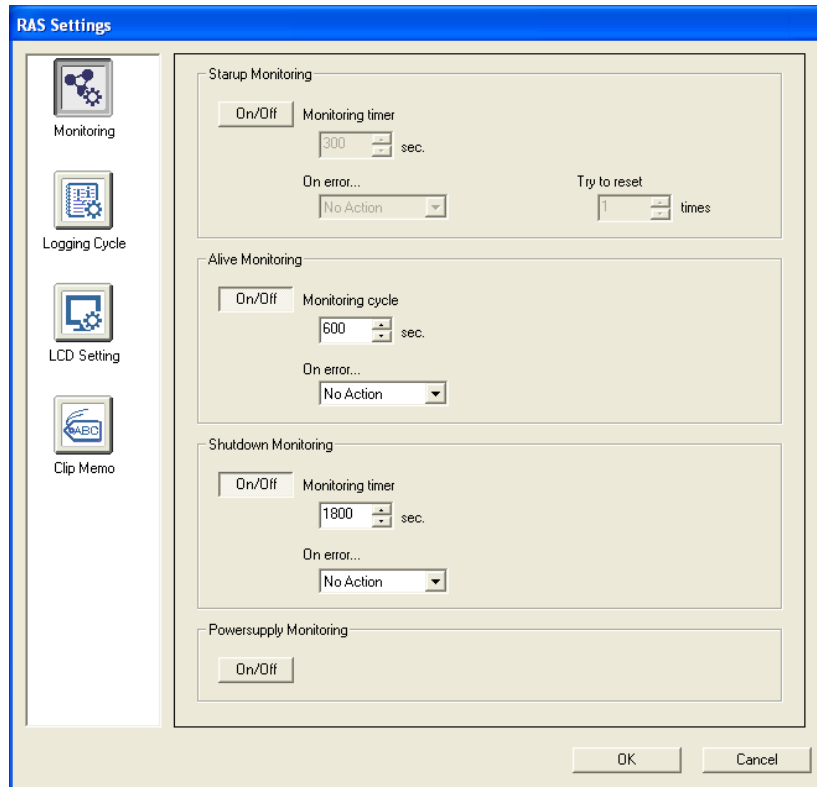 RAS Settings
Monitoring
Logging Cycle
LCD Setting
ABC
Clip Memo
Starup Monitoring
On/Off Monitoring timer
300 sec.
On error... Try to reset
No Action 1 times
Alive Monitoring
On/Off Monitoring cycle
600 sec.
On error...
No Action
Shutdown Monitoring
On/Off Monitoring timer
1800 sec.
On error...
No Action
Powersupply Monitoring
On/Off
OK Cancel